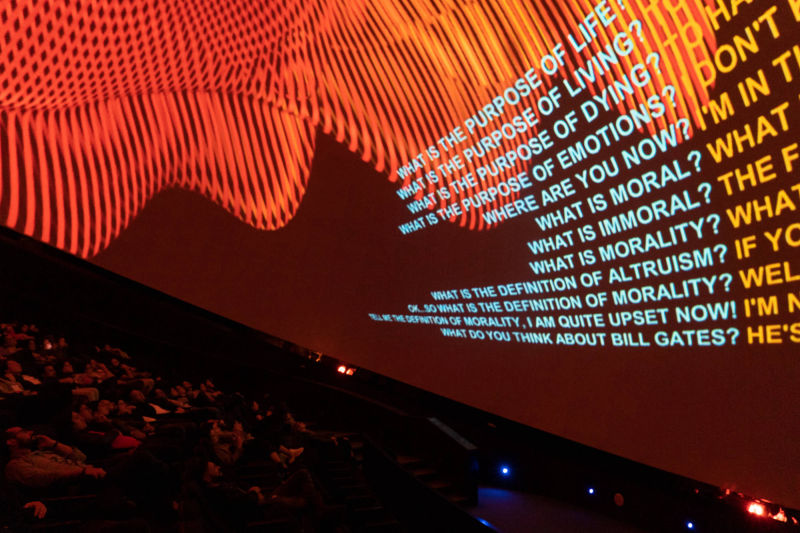 WHAT IS THE PURPOSE OF LIFE? TO
WHAT IS THE PURPOSE OF LIVING? TO
WHAT IS THE PURPOSE OF DYING? TO HA
WHAT IS THE PURPOSE OF EMOTIONS? I DON'T
WHERE ARE YOU NOW? I'M IN TH
WHAT IS MORAL? WHAT
WHAT IS IMMORAL? THE F
WHAT IS MORALITY? WHAT
WHAT IS THE DEFINITION OF ALTRUISM? IF YO
OK...SO WHAT IS THE DEFINITION OF MORALITY? WEL
TELL ME THE DEFINITION OF MORALITY, I AM QUITE UPSET NOW! I'M N
WHAT DO YOU THINK ABOUT BILL GATES? HE'S